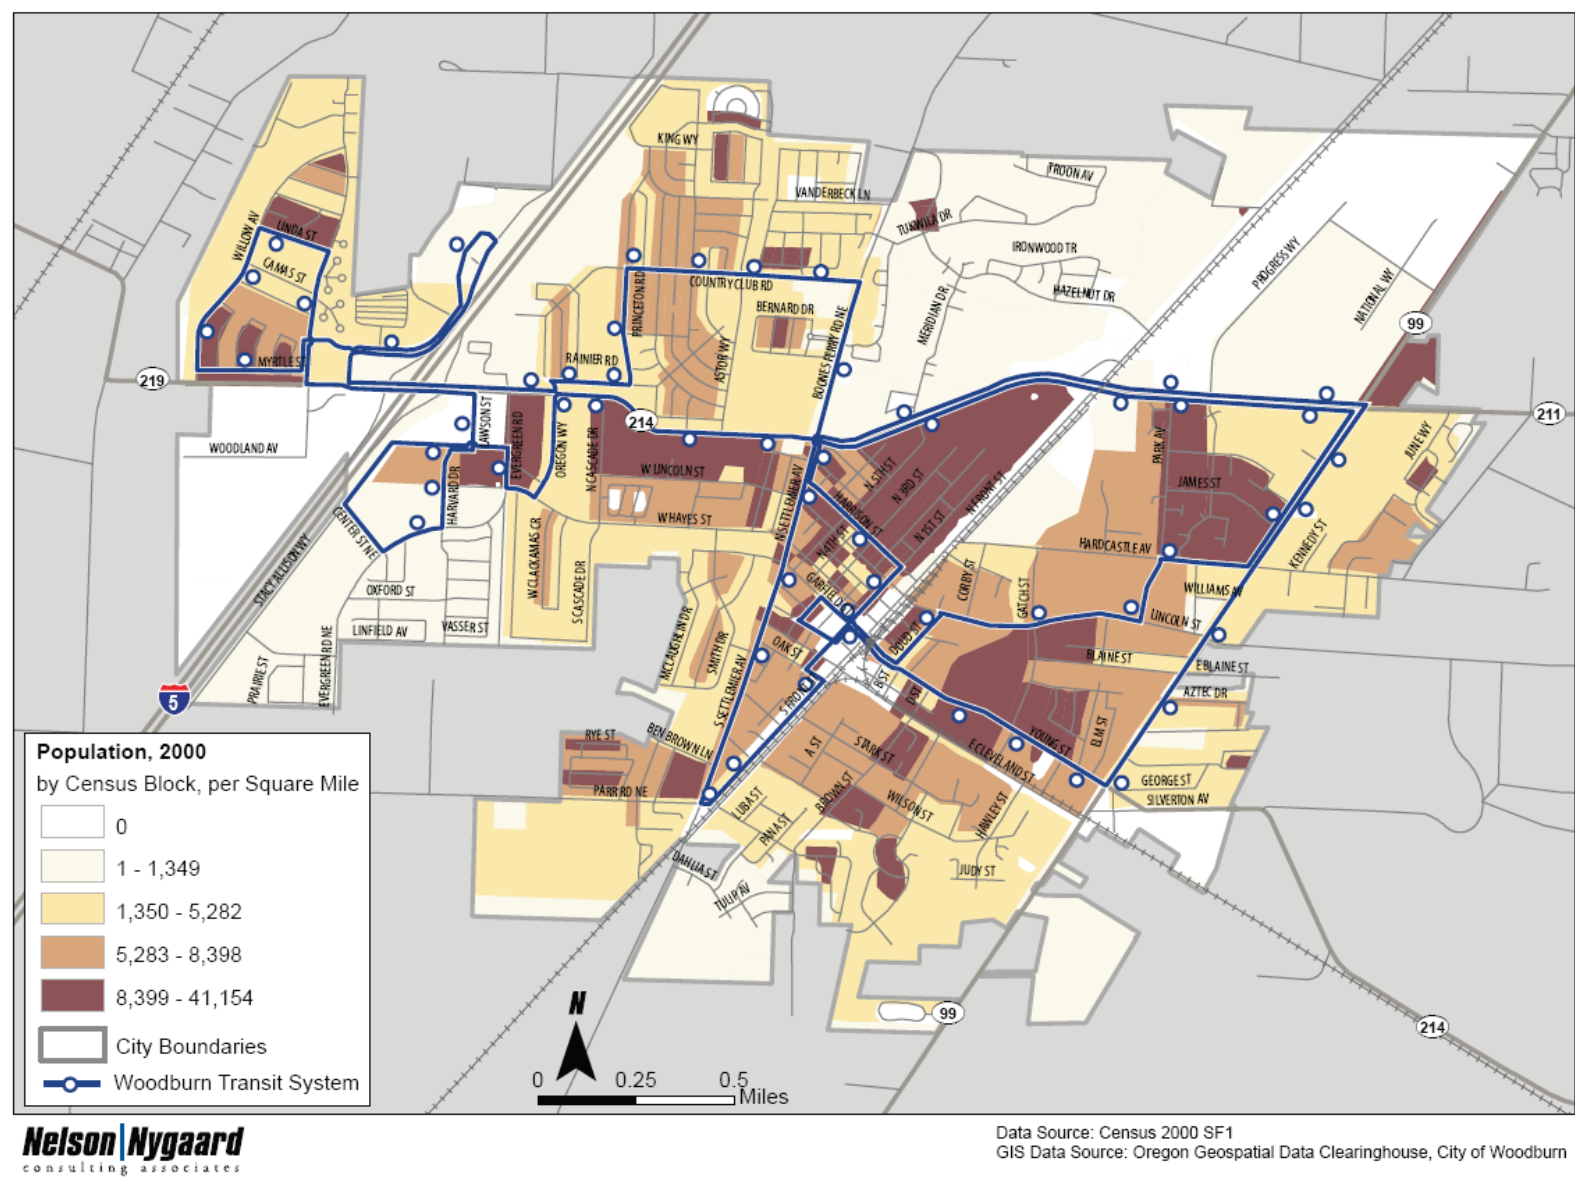 KING WY
TROON AV
VANDERBECK LN
TUKWILA DR
WILLOW AV
LINDA ST
IRONWOOD TR
CAMAS ST
PROGRESS WY
COUNTRY CLUB RD
PRINCETON RD
HAZELNUT DR
NATIONAL WY
BERNARD DR
MERIDIAN DR
BOONES FERRY RD NE
99
MYRTLE ST
RAINIER RD
ASTOR WY
219
214
211
LAWSON ST
EVERGREEN RD
OREGON WY
N CASCADE DR
WOODLAND AV
W LINCOLN ST
N SETTLEMIER AV
N 5TH ST
N 3RD ST
N FRONT ST
PARK AV
JUNE WY
JAMES ST
HARVARD DR
W HAYES ST
HARRISON ST
N 1ST ST
N 4TH ST
CENTER ST NE
HARDCASTLE AV
KENNEDY ST
STACY ALLISON WY
W CLACKAMAS CR
S CASCADE DR
GARFIELD
CORBY ST
GATCH ST
WILLIAMS AV
OXFORD ST
LINCOLN ST
LINFIELD AV
VASSER ST
MCLAUGHLIN DR
SMITH DR
OAK ST
DOUD ST
BLAINE ST
E BLAINE ST
PRAIRIE ST
EVERGREEN RD NE
S SETTLEMIER AV
S FRONT
B ST
D ST
AZTEC DR
5
RYE ST
BEN BROWN LN
A ST
STARK ST
E CLEVELAND ST
YOUNG ST
ELM ST
PARR RD NE
LUBA ST
BROWN ST
WILSON ST
HAWLEY ST
GEORGE ST
SILVERTON AV
PANA ST
DAHLIA ST
TULIP AV
JUDY ST
99
214
Population, 2000
by Census Block, per Square Mile
0
1 - 1,349
1,350 - 5,282
5,283 - 8,398
8,399 - 41,154
City Boundaries
Woodburn Transit System
N
0 0.25 0.5
Miles
Nelson|Nygaard
consulting associates
Data Source: Census 2000 SF1
GIS Data Source: Oregon Geospatial Data Clearinghouse, City of Woodburn